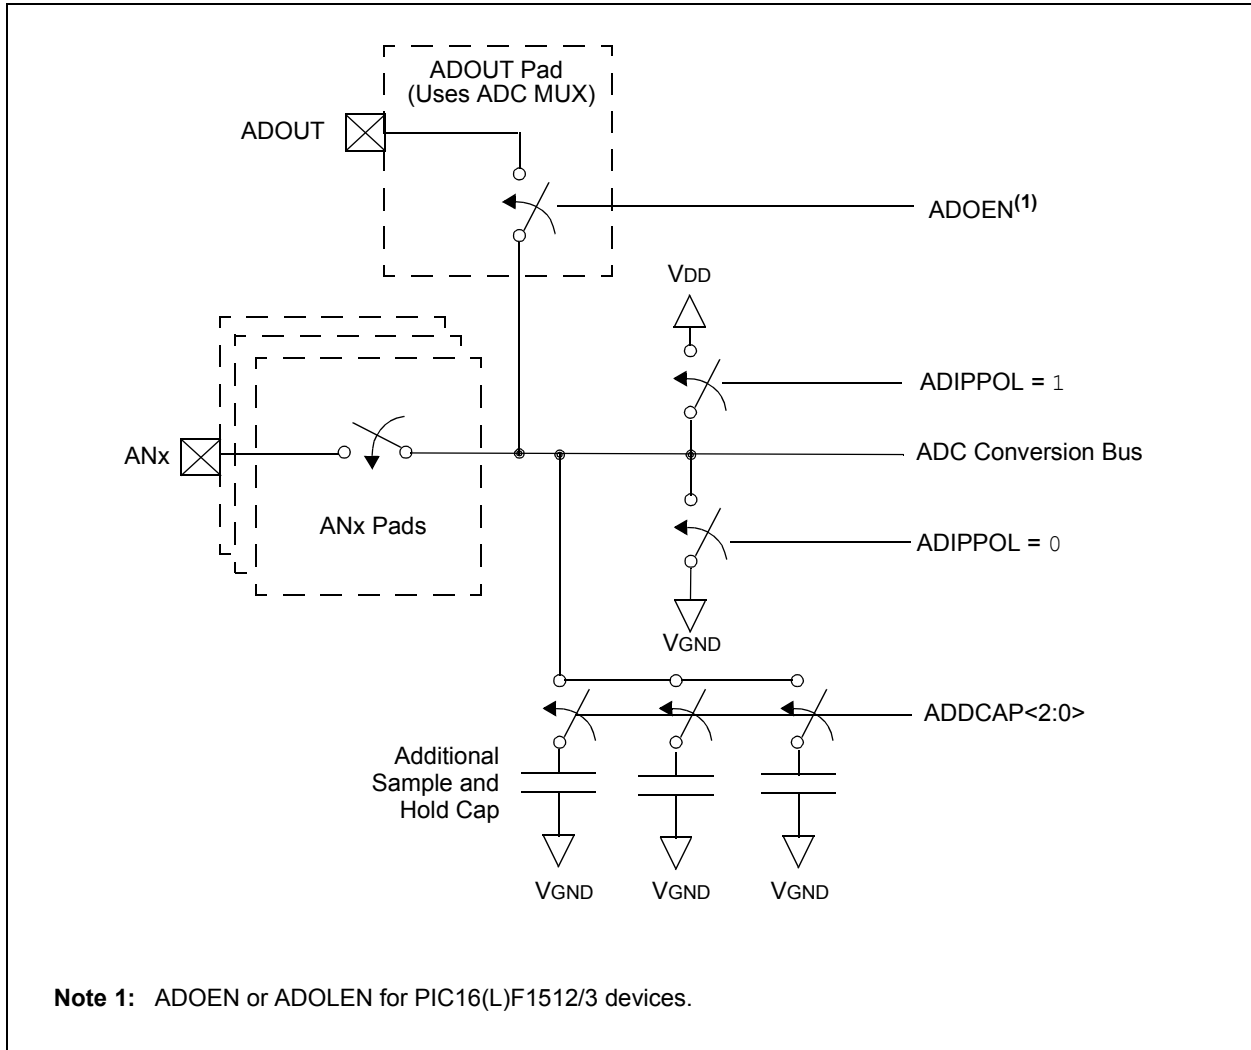 ADOUT Pad
(Uses ADC MUX)
ADOUT
ADOEN(1)
VDD
ADIPPOL = 1
ANx
ADC Conversion Bus
ANx Pads
ADIPPOL = 0
VGND
ADDCAP<2:0>
Additional
Sample and
Hold Cap
VGND
VGND
VGND
Note 1: ADOEN or ADOLEN for PIC16(L)F1512/3 devices.